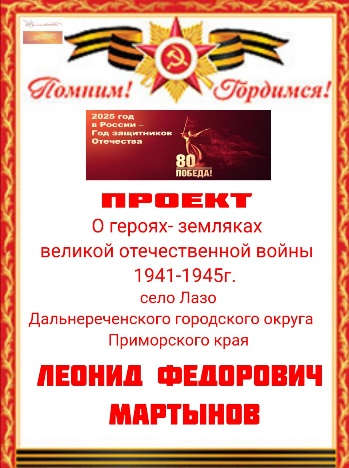 Помним! Гордимся!
2025 год
в России –
Год защитников
Отечества
80
ПОБЕДА!
ПРОЕКТ
О героях- земляках
великой отечественной войны
1941-1945г.
село Лазо
Дальнереченского городского округа
Приморского края
ЛЕОНИД ФЕДОРОВИЧ
МАРТЫНОВ